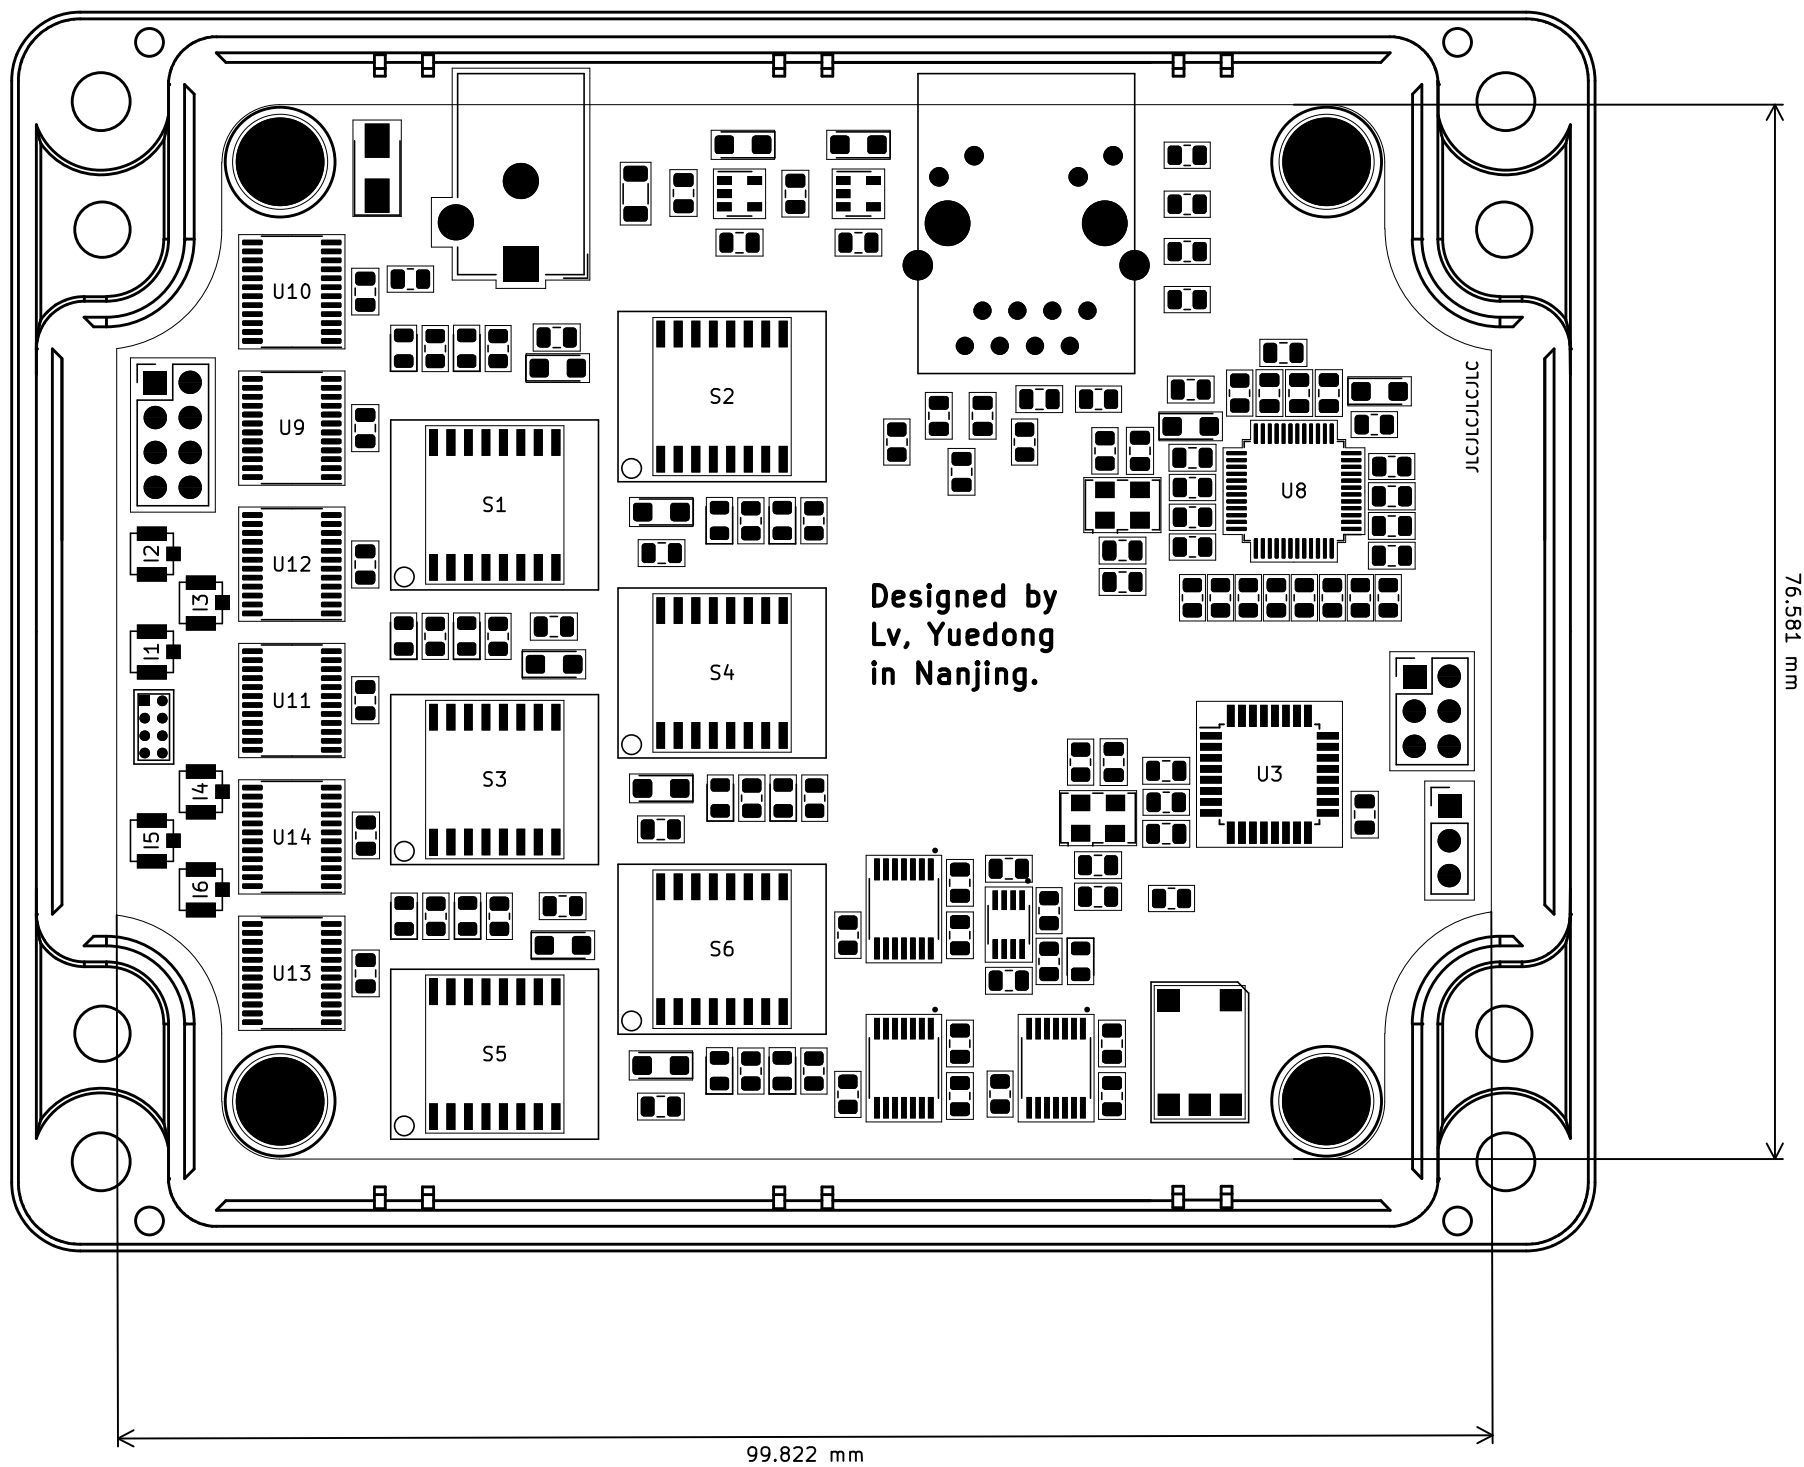 U10
S2
U9
JLCJLCJLCJLCJLC
S1
U8
I2
U12
I3
Designed by
Lv, Yuedong
in Nanjing.
76.581 mm
I1
S4
U11
S3
U3
I4
U14
I5
I6
S6
U13
S5
99.822 mm